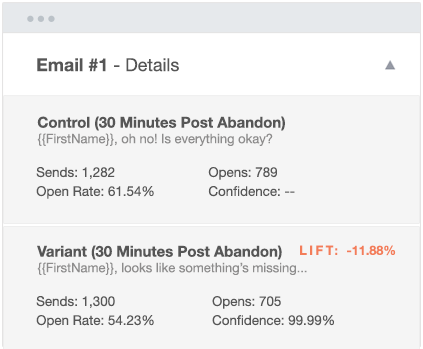 Email #1 - Details
Control (30 Minutes Post Abandon)
{{FirstName}}, oh no! Is everything okay?
Sends: 1,282 Opens: 789
Open Rate: 61.54% Confidence: --
Variant (30 Minutes Post Abandon) LIFT: -11.88%
{{FirstName}}, looks like something's missing...
Sends: 1,300 Opens: 705
Open Rate: 54.23% Confidence: 99.99%